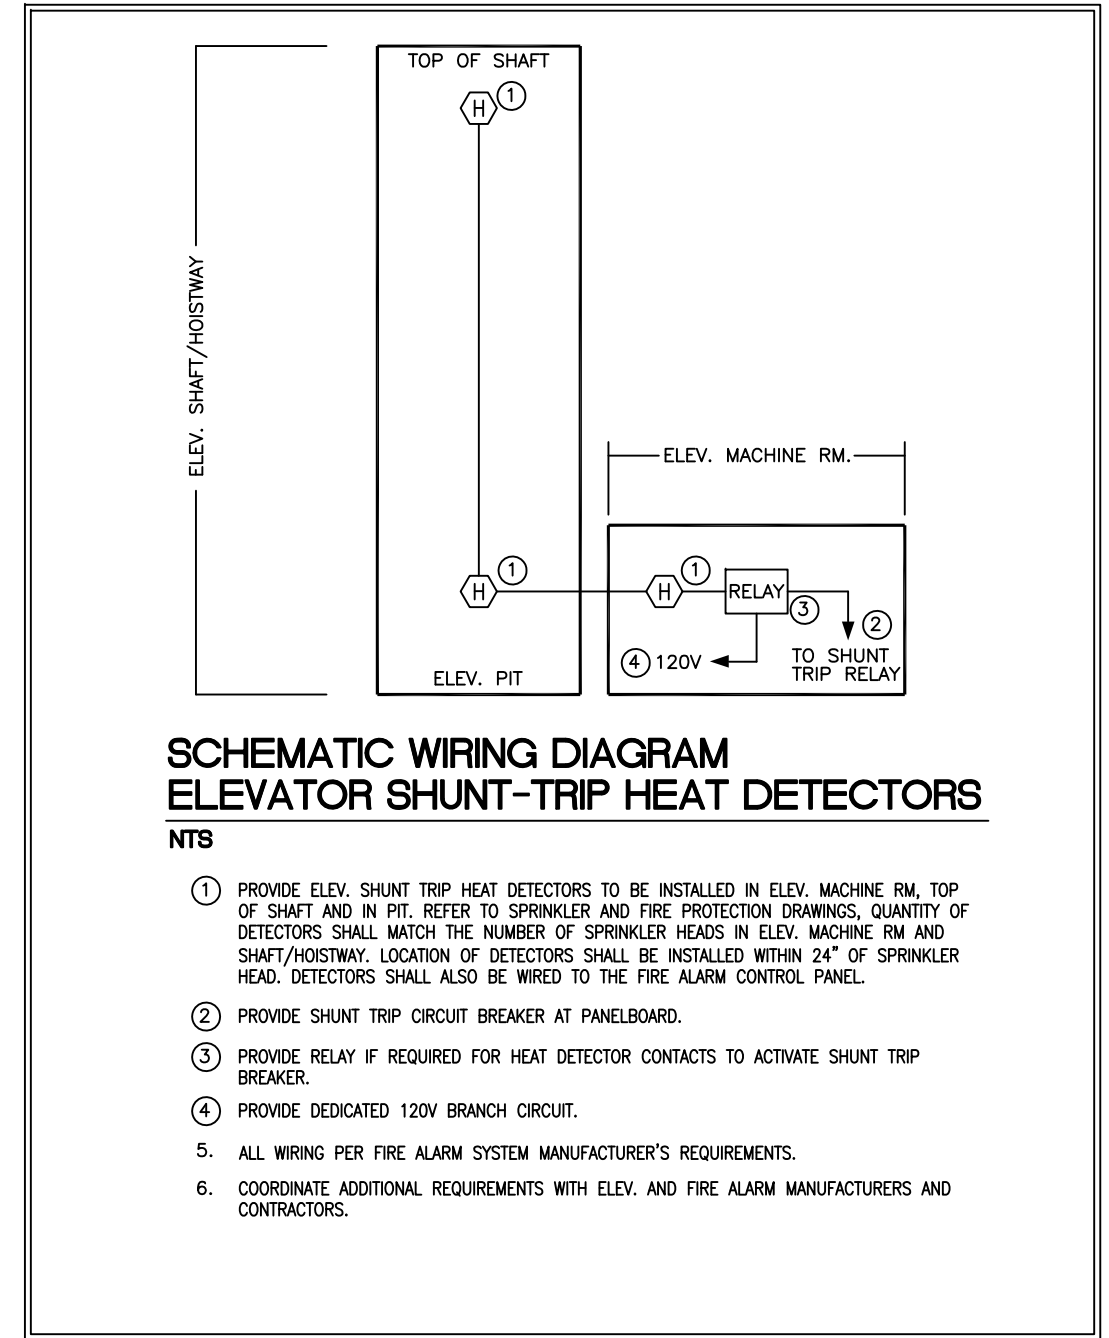 TOP OF SHAFT
H 1
ELEV. SHAFT/HOISTWAY
ELEV. MACHINE RM.
H 1
H 1
RELAY 3
2
TO SHUNT
TRIP RELAY
4 120V
ELEV. PIT
SCHEMATIC WIRING DIAGRAM
ELEVATOR SHUNT-TRIP HEAT DETECTORS
NTS
1 PROVIDE ELEV. SHUNT TRIP HEAT DETECTORS TO BE INSTALLED IN ELEV. MACHINE RM, TOP
OF SHAFT AND IN PIT. REFER TO SPRINKLER AND FIRE PROTECTION DRAWINGS, QUANTITY OF
DETECTORS SHALL MATCH THE NUMBER OF SPRINKLER HEADS IN ELEV. MACHINE RM AND
SHAFT/HOISTWAY. LOCATION OF DETECTORS SHALL BE INSTALLED WITHIN 24" OF SPRINKLER
HEAD. DETECTORS SHALL ALSO BE WIRED TO THE FIRE ALARM CONTROL PANEL.
2 PROVIDE SHUNT TRIP CIRCUIT BREAKER AT PANELBOARD.
3 PROVIDE RELAY IF REQUIRED FOR HEAT DETECTOR CONTACTS TO ACTIVATE SHUNT TRIP
BREAKER.
4 PROVIDE DEDICATED 120V BRANCH CIRCUIT.
5. ALL WIRING PER FIRE ALARM SYSTEM MANUFACTURER'S REQUIREMENTS.
6. COORDINATE ADDITIONAL REQUIREMENTS WITH ELEV. AND FIRE ALARM MANUFACTURERS AND
CONTRACTORS.